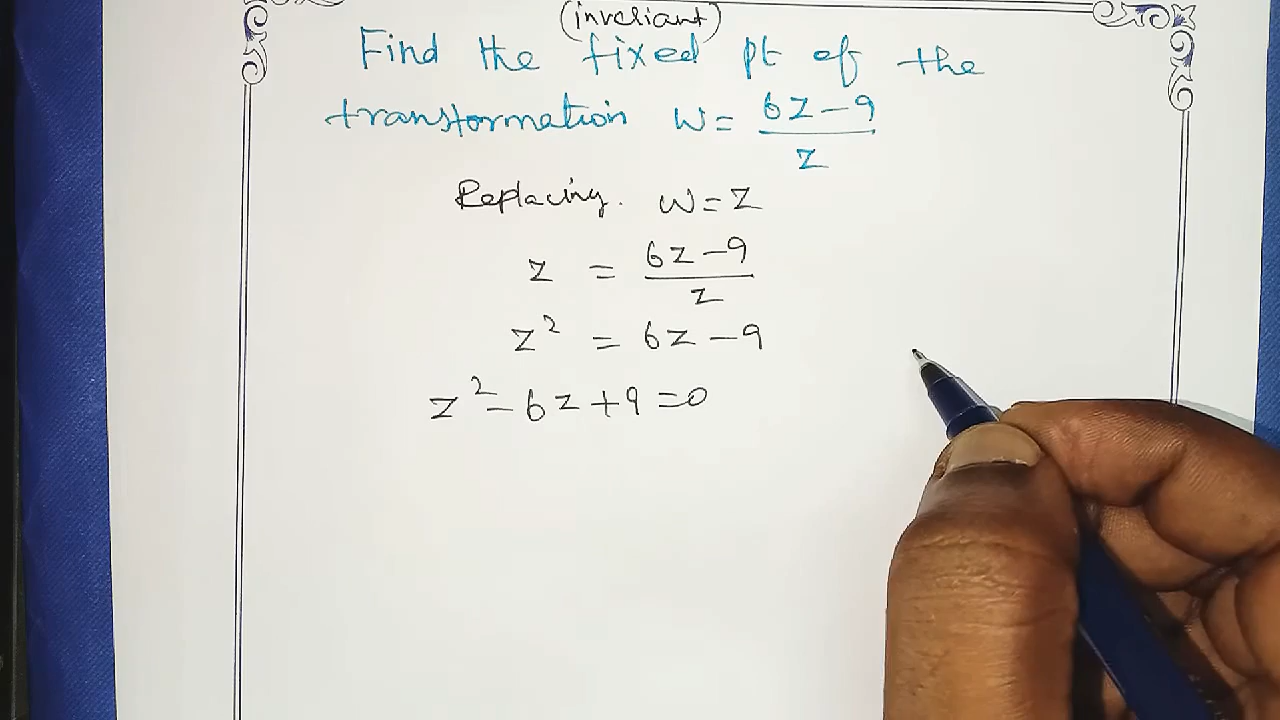 (invariant)
Find the fixed pt of the
transformation w = 6z-9/z
Replacing. w=z
z = 6z-9/z
z² = 6z-9
z²-6z+9=0